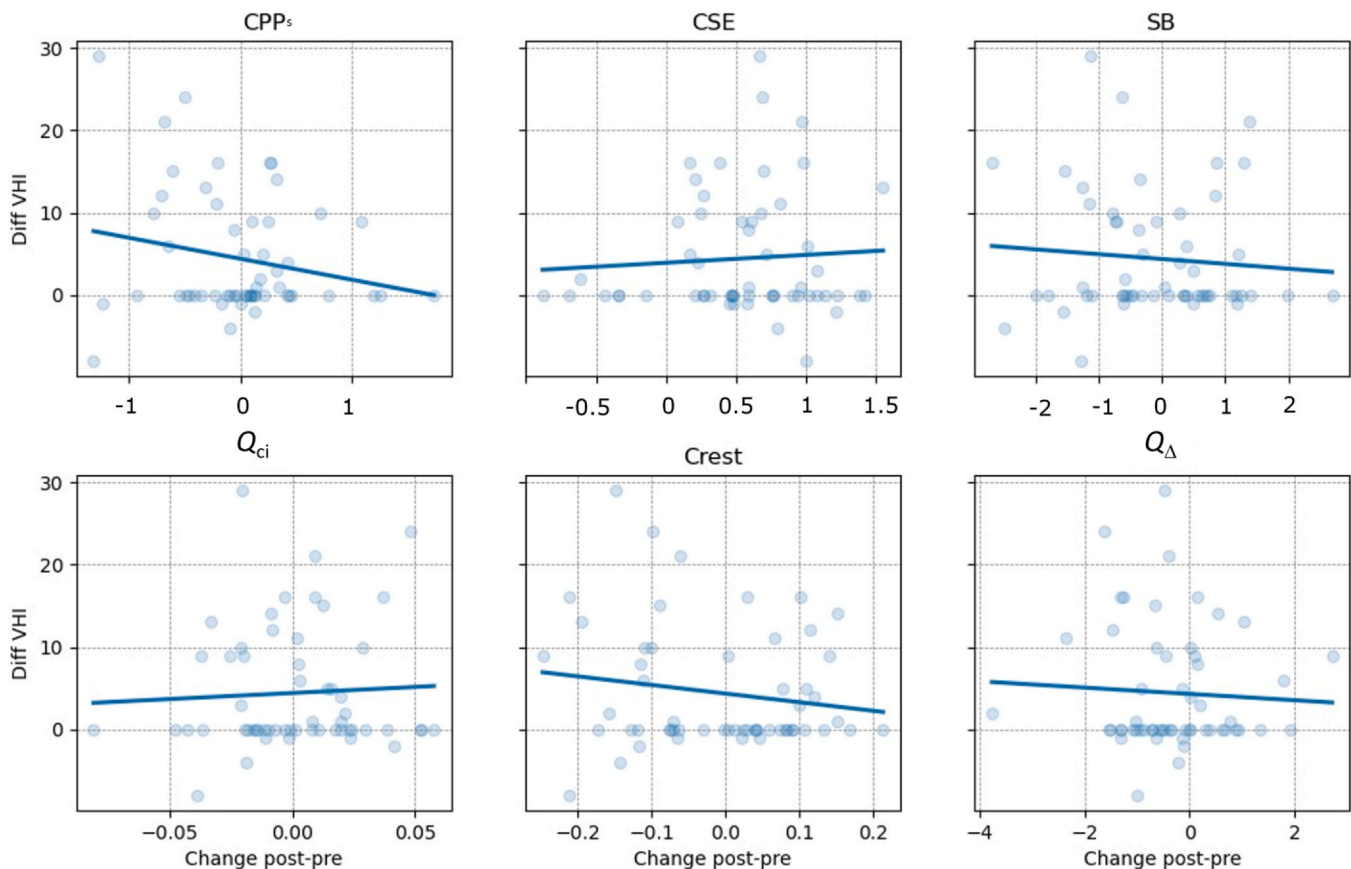 CPPs CSE SB
30
20
10
0
Diff VHI
-1 0 1
-0.5 0 0.5 1 1.5
-2 -1 0 1 2
Qci Crest QΔ
30
20
10
0
Diff VHI
−0.05 0.00 0.05
−0.2 −0.1 0.0 0.1 0.2
−4 −2 0 2
Change post-pre Change post-pre Change post-pre